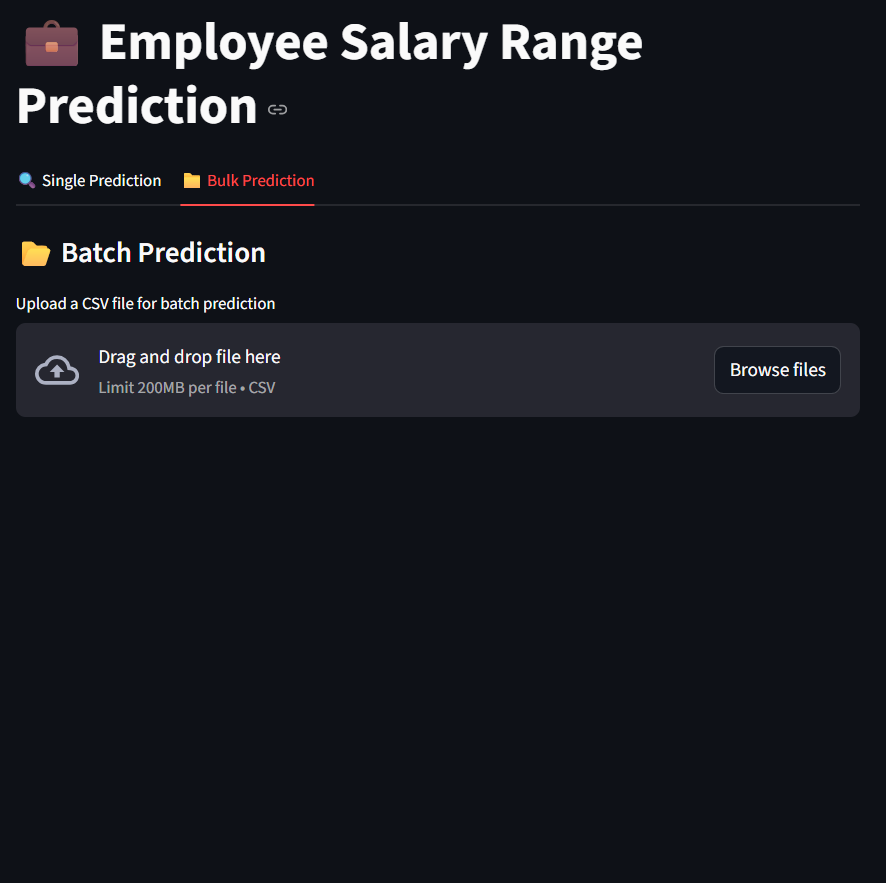 Employee Salary Range
Prediction
Single Prediction
Bulk Prediction
Batch Prediction
Upload a CSV file for batch prediction
Drag and drop file here
Limit 200MB per file • CSV
Browse files